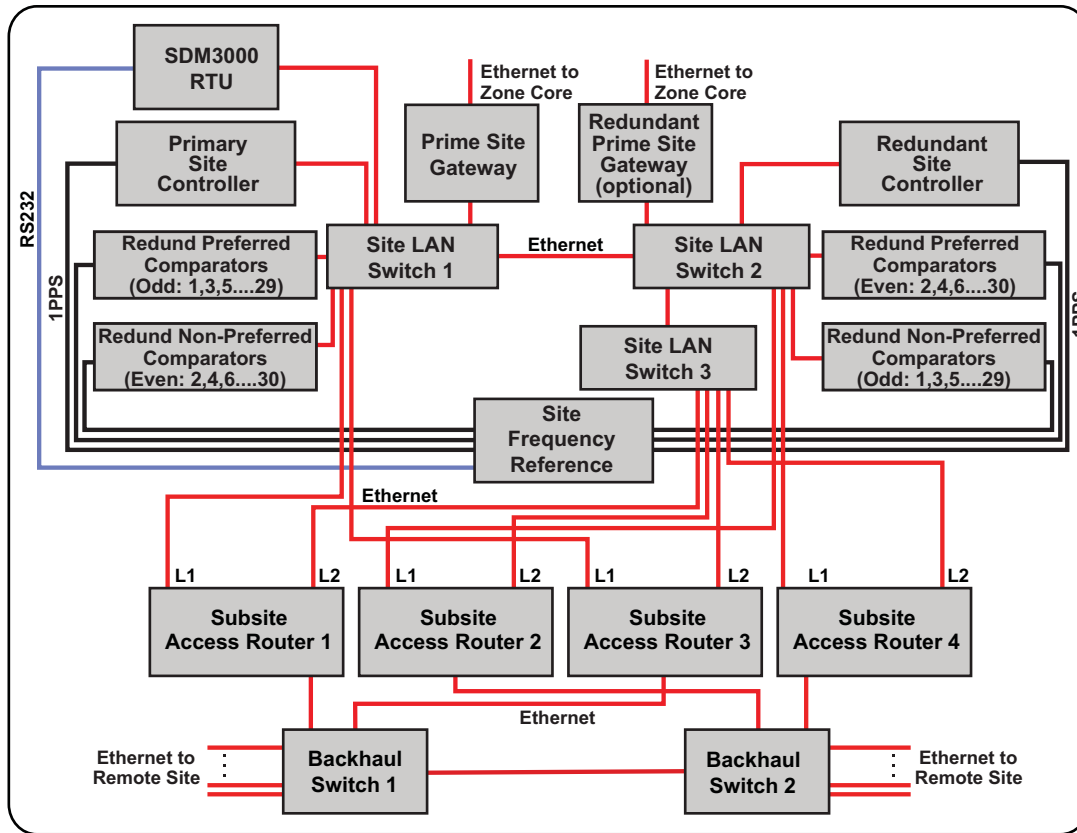 SDM3000
RTU
Ethernet to
Zone Core
Ethernet to
Zone Core
Primary
Site
Controller
Prime Site
Gateway
Redundant
Prime Site
Gateway
(optional)
Redundant
Site
Controller
RS232
1PPS
Redund Preferred
Comparators
(Odd: 1,3,5....29)
Site LAN
Switch 1
Ethernet
Site LAN
Switch 2
Redund Preferred
Comparators
(Even: 2,4,6....30)
1PPS
Redund Non-Preferred
Comparators
(Even: 2,4,6....30)
Site LAN
Switch 3
Redund Non-Preferred
Comparators
(Odd: 1,3,5....29)
Site
Frequency
Reference
Ethernet
L1
L2
L1
L2
L1
L2
L1
L2
Subsite
Access Router 1
Subsite
Access Router 2
Subsite
Access Router 3
Subsite
Access Router 4
Ethernet
Ethernet to
Remote Site
Backhaul
Switch 1
Backhaul
Switch 2
Ethernet to
Remote Site